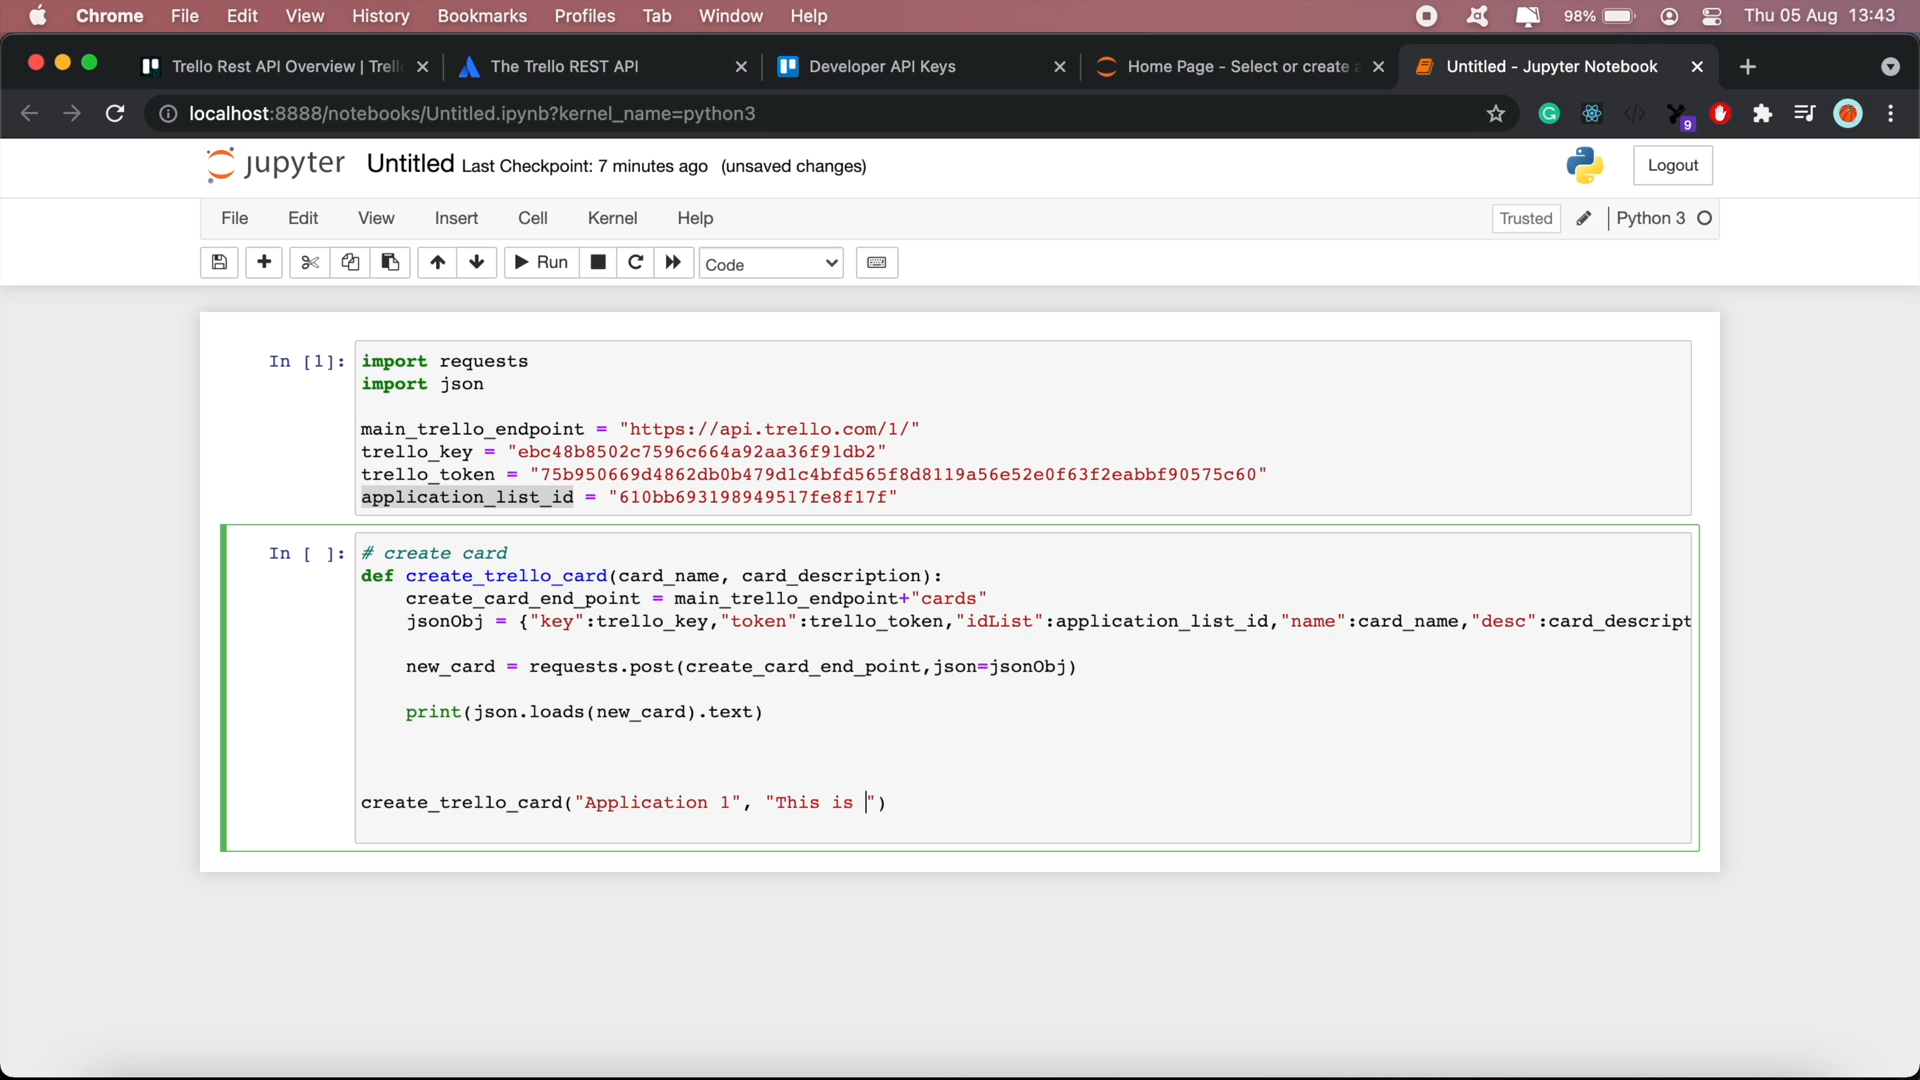 Chrome File Edit View History Bookmarks Profiles Tab Window Help 98% Thu 05 Aug 13:43
Trello Rest API Overview | Trell The Trello REST API Developer API Keys Home Page - Select or create a Untitled - Jupyter Notebook
localhost:8888/notebooks/Untitled.ipynb?kernel_name=python3 9
jupyter Untitled Last Checkpoint: 7 minutes ago (unsaved changes) Logout
File Edit View Insert Cell Kernel Help Trusted Python 3
Run Code
In [1]: import requests
import json
main_trello_endpoint = "https://api.trello.com/1/"
trello_key = "ebc48b8502c7596c664a92aa36f91db2"
trello_token = "75b950669d4862db0b479d1c4bfd565f8d8119a56e52e0f63f2eabbf90575c60"
application_list_id = "610bb693198949517fe8f17f"
In [ ]: # create card
def create_trello_card(card_name, card_description):
create_card_end_point = main_trello_endpoint+"cards"
jsonObj = {"key":trello_key,"token":trello_token,"idList":application_list_id,"name":card_name,"desc":card_descript
new_card = requests.post(create_card_end_point,json=jsonObj)
print(json.loads(new_card).text)
create_trello_card("Application 1", "This is ")